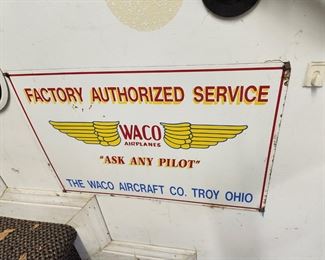 FACTORY AUTHORIZED SERVICE
WACO
AIRPLANES
"ASK ANY PILOT"
THE WACO AIRCRAFT CO. TROY OHIO